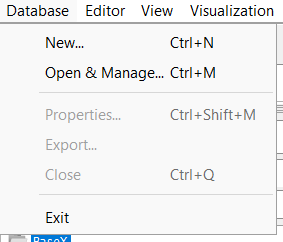 Database Editor View Visualization
New... Ctrl+N
Open & Manage... Ctrl+M
Properties... Ctrl+Shift+M
Export...
Close Ctrl+Q
Exit
BaseX